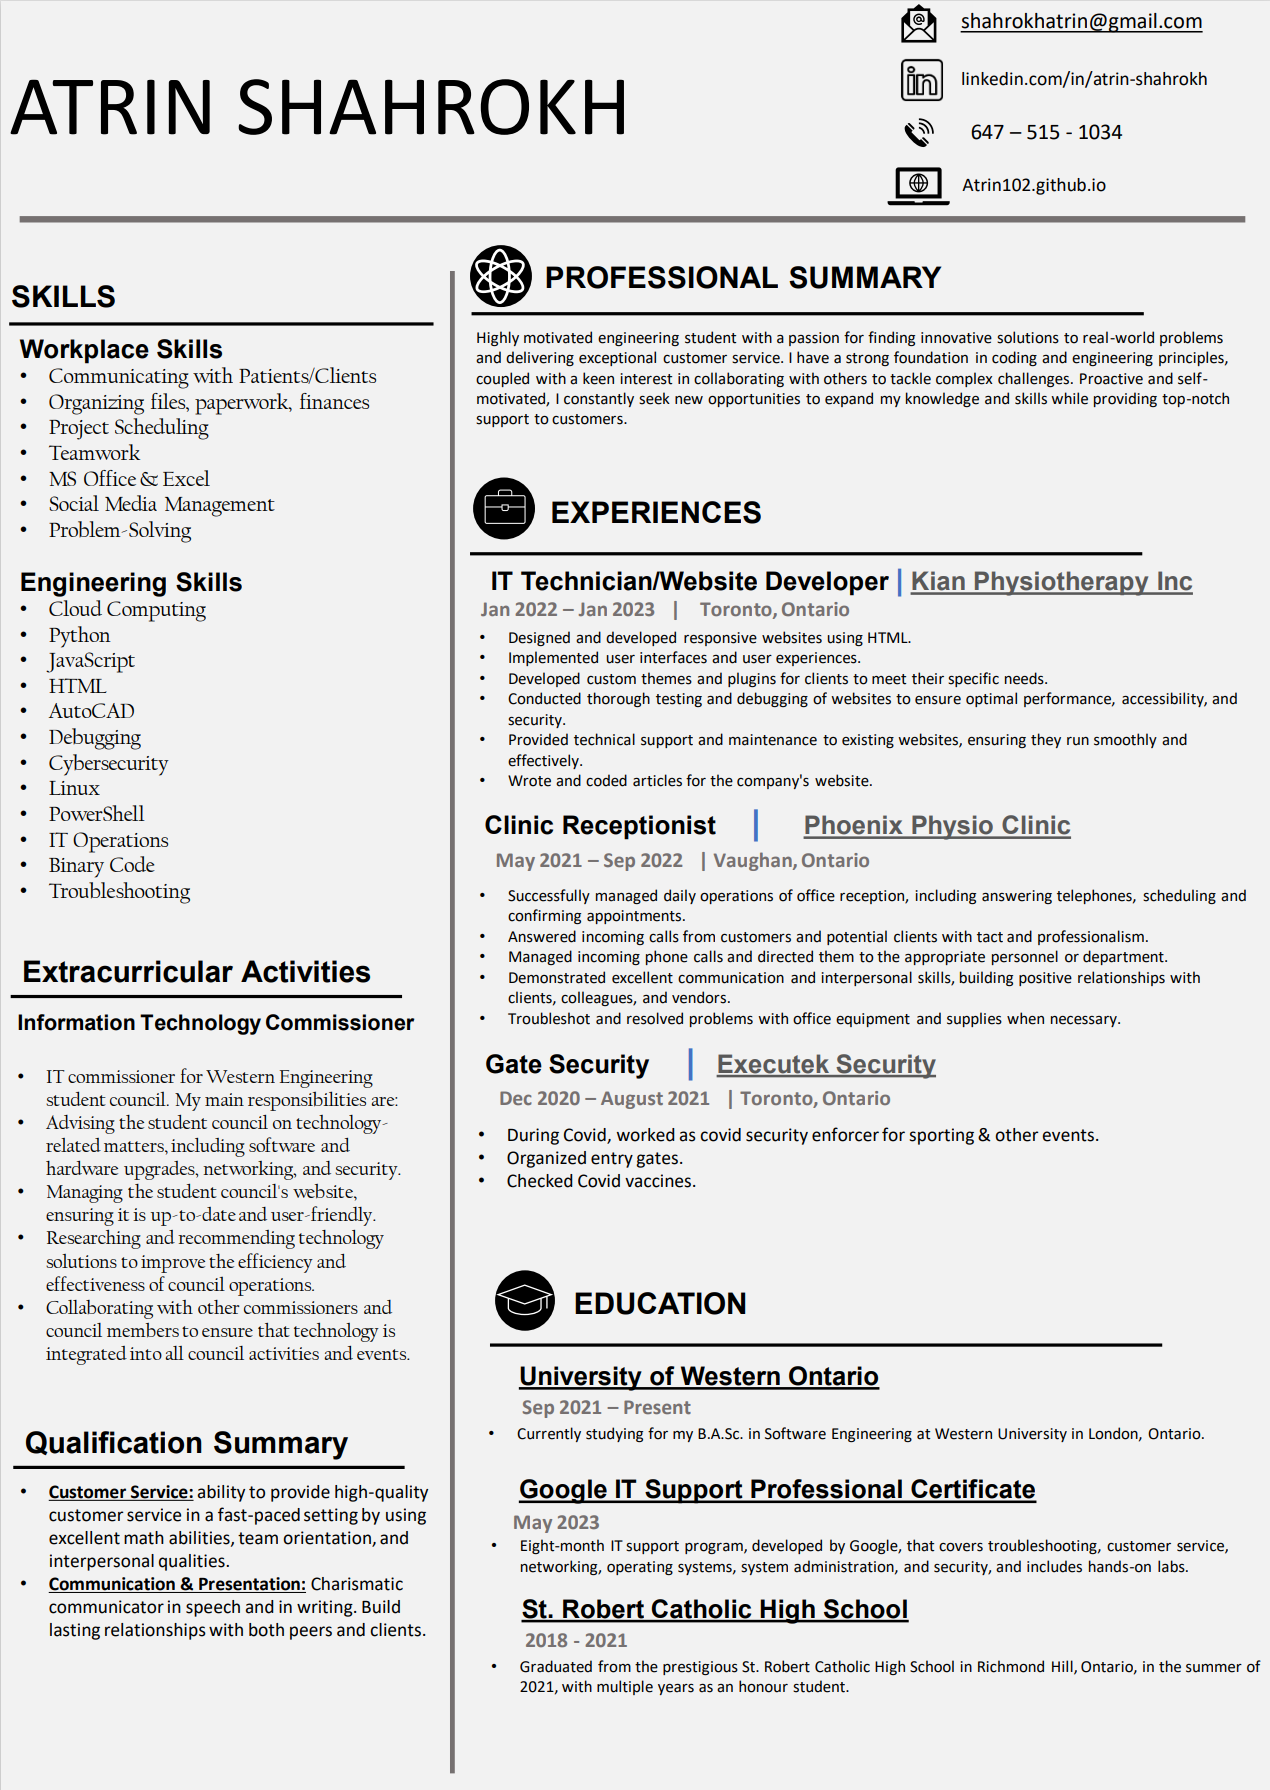 ATRIN SHAHROKH
shahrokhatrin@gmail.com
linkedin.com/in/atrin-shahrokh
647 – 515 - 1034
Atrin102.github.io
SKILLS
Workplace Skills
• Communicating with Patients/Clients
• Organizing files, paperwork, finances
• Project Scheduling
• Teamwork
• MS Office & Excel
• Social Media Management
• Problem-Solving
Engineering Skills
• Cloud Computing
• Python
• JavaScript
• HTML
• AutoCAD
• Debugging
• Cybersecurity
• Linux
• PowerShell
• IT Operations
• Binary Code
• Troubleshooting
Extracurricular Activities
Information Technology Commissioner
• IT commissioner for Western Engineering
student council. My main responsibilities are:
• Advising the student council on technology-
related matters, including software and
hardware upgrades, networking, and security.
• Managing the student council's website,
ensuring it is up-to-date and user-friendly.
• Researching and recommending technology
solutions to improve the efficiency and
effectiveness of council operations.
• Collaborating with other commissioners and
council members to ensure that technology is
integrated into all council activities and events.
Qualification Summary
• Customer Service: ability to provide high-quality
customer service in a fast-paced setting by using
excellent math abilities, team orientation, and
interpersonal qualities.
• Communication & Presentation: Charismatic
communicator in speech and in writing. Build
lasting relationships with both peers and clients.
PROFESSIONAL SUMMARY
Highly motivated engineering student with a passion for finding innovative solutions to real-world problems
and delivering exceptional customer service. I have a strong foundation in coding and engineering principles,
coupled with a keen interest in collaborating with others to tackle complex challenges. Proactive and self-
motivated, I constantly seek new opportunities to expand my knowledge and skills while providing top-notch
support to customers.
EXPERIENCES
IT Technician/Website Developer | Kian Physiotherapy Inc
Jan 2022 – Jan 2023 | Toronto, Ontario
• Designed and developed responsive websites using HTML.
• Implemented user interfaces and user experiences.
• Developed custom themes and plugins for clients to meet their specific needs.
• Conducted thorough testing and debugging of websites to ensure optimal performance, accessibility, and
security.
• Provided technical support and maintenance to existing websites, ensuring they run smoothly and
effectively.
• Wrote and coded articles for the company's website.
Clinic Receptionist | Phoenix Physio Clinic
May 2021 – Sep 2022 | Vaughan, Ontario
• Successfully managed daily operations of office reception, including answering telephones, scheduling and
confirming appointments.
• Answered incoming calls from customers and potential clients with tact and professionalism.
• Managed incoming phone calls and directed them to the appropriate personnel or department.
• Demonstrated excellent communication and interpersonal skills, building positive relationships with
clients, colleagues, and vendors.
• Troubleshot and resolved problems with office equipment and supplies when necessary.
Gate Security | Executek Security
Dec 2020 – August 2021 | Toronto, Ontario
• During Covid, worked as covid security enforcer for sporting & other events.
• Organized entry gates.
• Checked Covid vaccines.
EDUCATION
University of Western Ontario
Sep 2021 – Present
• Currently studying for my B.A.Sc. in Software Engineering at Western University in London, Ontario.
Google IT Support Professional Certificate
May 2023
• Eight-month IT support program, developed by Google, that covers troubleshooting, customer service,
networking, operating systems, system administration, and security, and includes hands-on labs.
St. Robert Catholic High School
2018 - 2021
• Graduated from the prestigious St. Robert Catholic High School in Richmond Hill, Ontario, in the summer of
2021, with multiple years as an honour student.